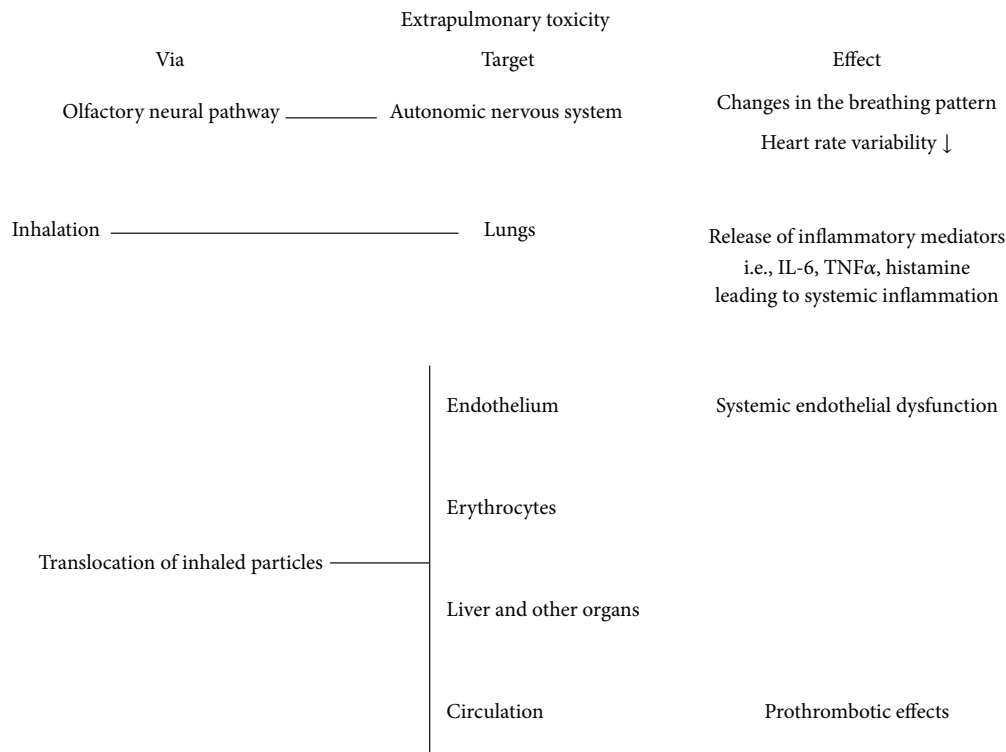 Extrapulmonary toxicity
Via Target Effect
Olfactory neural pathway Autonomic nervous system Changes in the breathing pattern
Heart rate variability ↓
Inhalation Lungs Release of inflammatory mediators
i.e., IL-6, TNFα, histamine
leading to systemic inflammation
Endothelium Systemic endothelial dysfunction
Erythrocytes
Translocation of inhaled particles
Liver and other organs
Circulation Prothrombotic effects